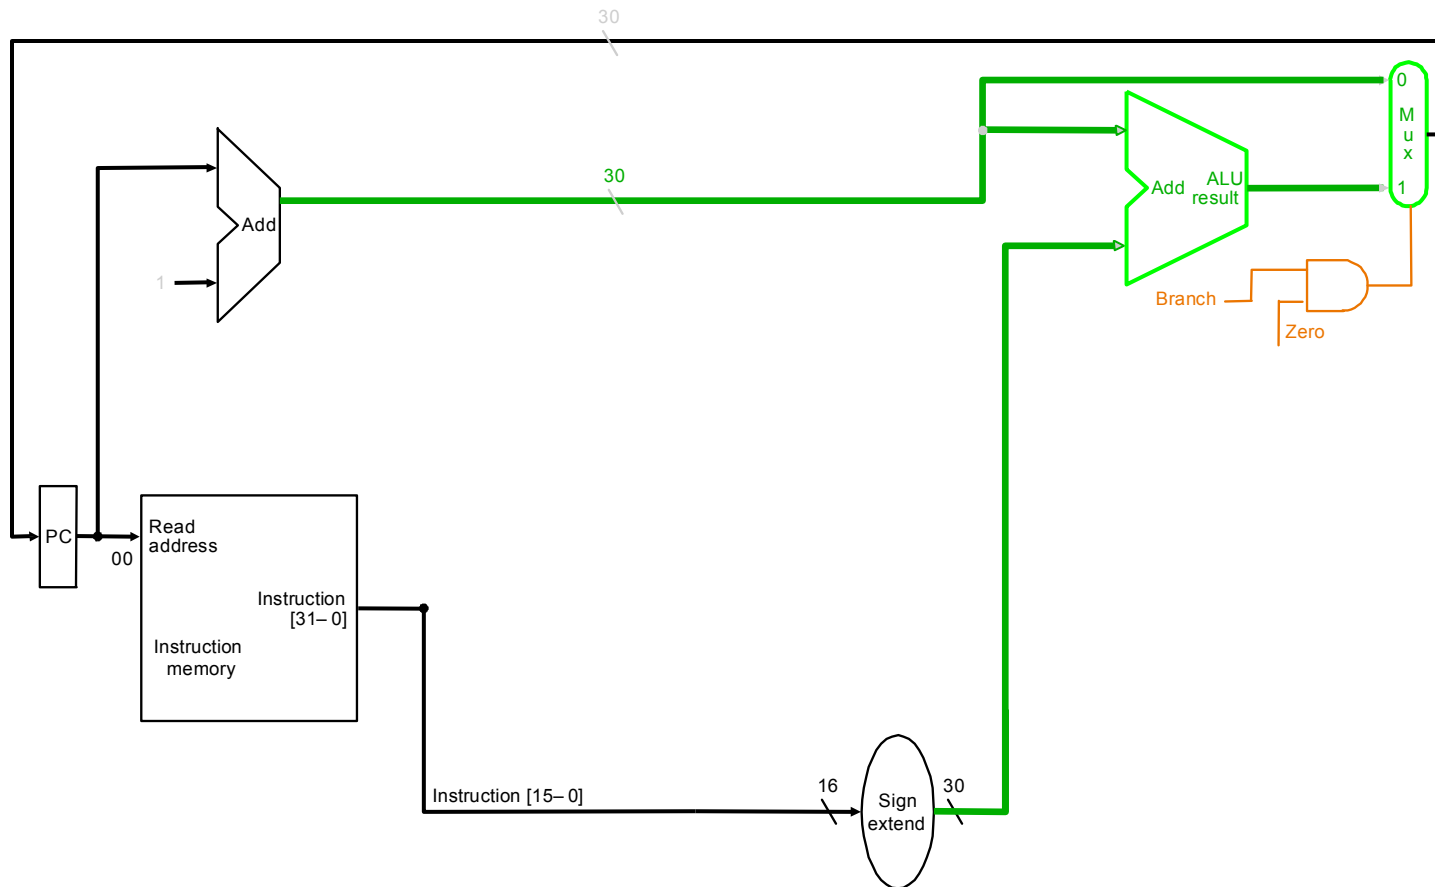 30
0
M
u
x
1
30
Add
ALU
result
Add
1
Branch
Zero
PC
00
Read
address
Instruction
[31– 0]
Instruction
memory
Instruction [15– 0]
16
30
Sign
extend